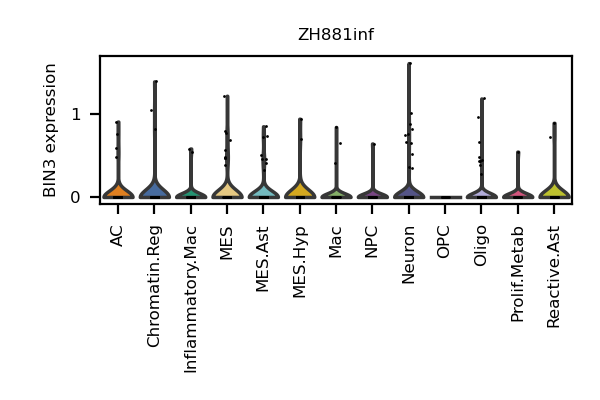 ZH881inf
BIN3 expression
1
0
AC
Chromatin.Reg
Inflammatory.Mac
MES
MES.Ast
MES.Hyp
Mac
NPC
Neuron
OPC
Oligo
Prolif.Metab
Reactive.Ast